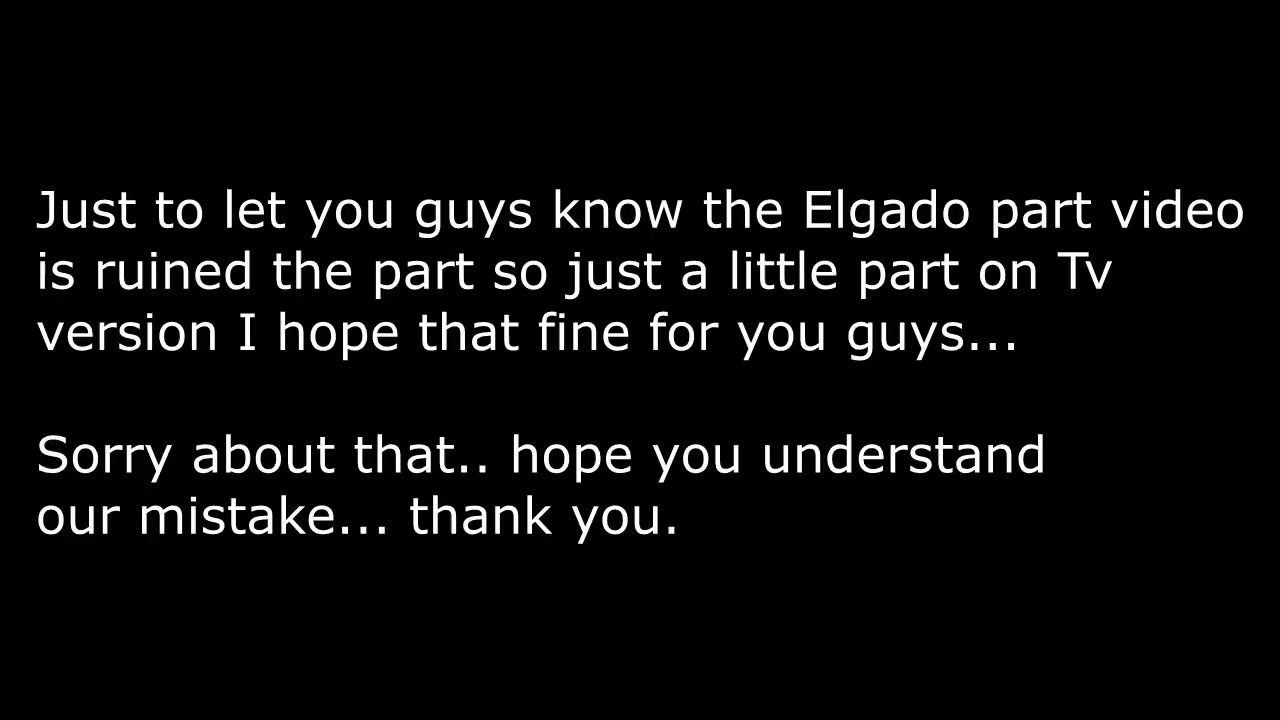 Just to let you guys know the Elgado part video
is ruined the part so just a little part on Tv
version I hope that fine for you guys...
Sorry about that.. hope you understand
our mistake... thank you.